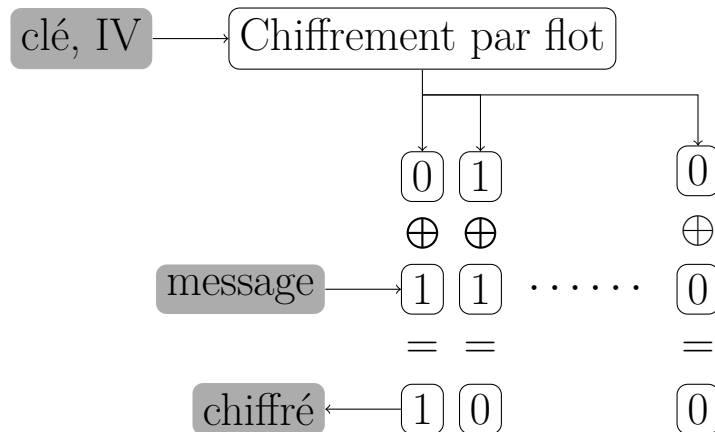 clé, IV Chiffrement par flot
0 1 0
⊕ ⊕ ⊕
message 1 1 ...... 0
= = =
chiffré 1 0 0